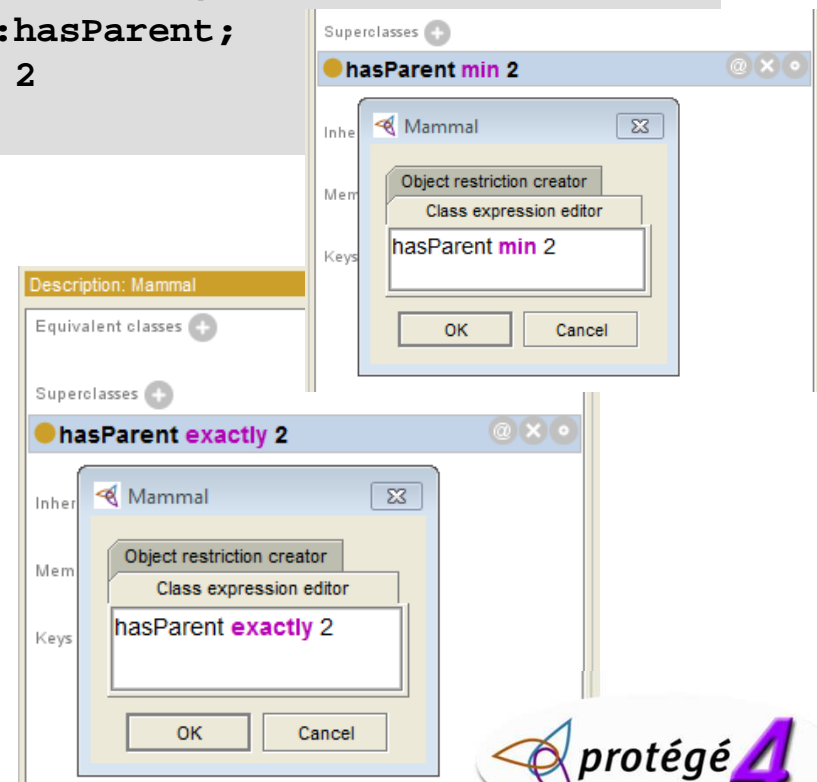 :hasParent;
2
Superclasses
hasParent min 2
Inhe
Mammal
Object restriction creator
Mem
Class expression editor
hasParent min 2
Keys
OK Cancel
Description: Mammal
Equivalent classes
Superclasses
hasParent exactly 2
Inher
Mammal
Object restriction creator
Mem
Class expression editor
hasParent exactly 2
Keys
OK Cancel
protégé 4